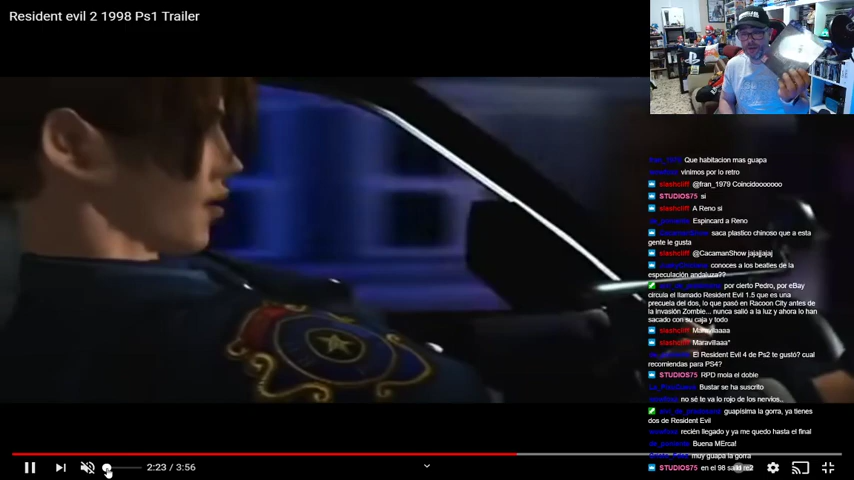 Resident evil 2 1998 Ps1 Trailer
fran_1979 Que habitacion mas guapa
vinimos por lo retro
slashcliff @fran_1979 Coincidooooooo
STUDIOS75 si
slashcliff A Reno si
Espincard a Reno
CacamanShow saca plastico chinoso que a esta
gente le gusta
slashcliff @CacamanShow jajajjajaj
conoces a los beatles de la
especulación andaluza??
por cierto Pedro, por eBay
circula el llamado Resident Evil 1.5 que es una
precuela del dos, lo que pasó en Racoon City antes de
la Invasión Zombie... nunca salió a la luz y ahora lo han
sacado con su caja y todo
slashcliff Maravillaaaa
slashcliff Maravillaaa*
El Resident Evil 4 de Ps2 te gustó? cual
recomiendas para PS4?
STUDIOS75 RPD mola el doble
Bustar se ha suscrito
no sé te va lo rojo de los nervios..
guapísima la gorra, ya tienes
dos de Resident Evil
recién llegado y ya me quedo hasta el final
Buena MErca!
muy guapa la gorra
STUDIOS75 en el 98 salió re2
2:23 / 3:56